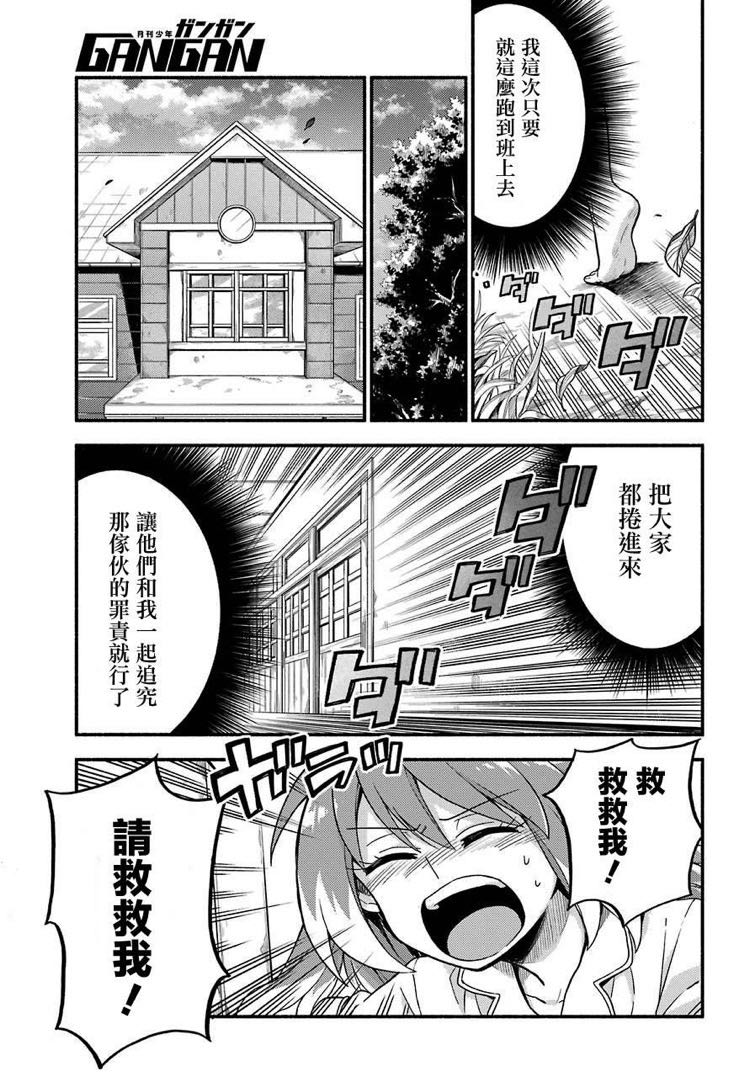 月刊少年
ガンガン
GANGAN
我這次只要
就這麼跑到班上去
ダ
ダ
ダ
把大家
都捲進來
ダ
ダ
ダ
讓他們和我一起追究
那傢伙的罪責就行了
ガラッ
救
救救我！
請救救我！